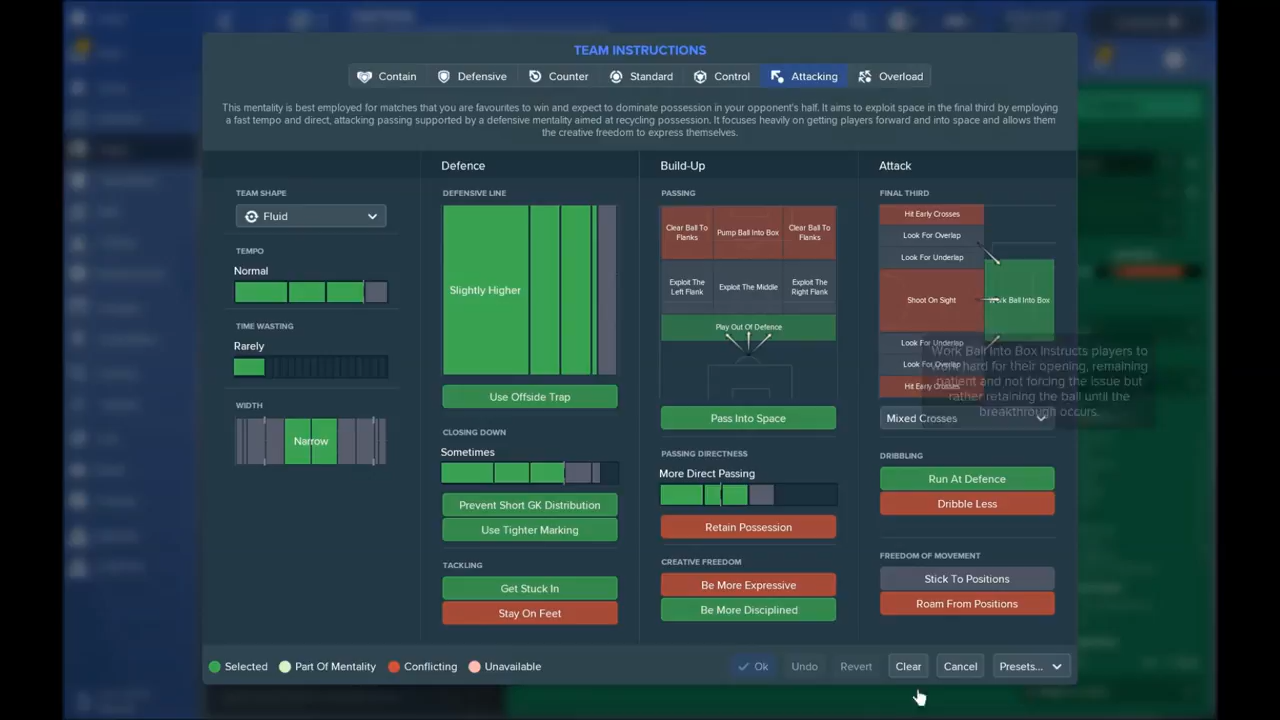 TEAM INSTRUCTIONS
Contain
Defensive
Counter
Standard
Control
Attacking
Overload
This mentality is best employed for matches that you are favourites to win and expect to dominate possession in your opponent's half. It aims to exploit space in the final third by employing
a fast tempo and direct, attacking passing supported by a defensive mentality aimed at recycling possession. It focuses heavily on getting players forward and into space and allows them
the creative freedom to express themselves.
TEAM SHAPE
Fluid
TEMPO
Normal
TIME WASTING
Rarely
WIDTH
Narrow
Defence
DEFENSIVE LINE
Slightly Higher
Use Offside Trap
CLOSING DOWN
Sometimes
Prevent Short GK Distribution
Use Tighter Marking
TACKLING
Get Stuck In
Stay On Feet
Build-Up
PASSING
Clear Ball To
Flanks
Pump Ball Into Box
Clear Ball To
Flanks
Exploit The
Left Flank
Exploit The Middle
Exploit The
Right Flank
Play Out Of Defence
Pass Into Space
PASSING DIRECTNESS
More Direct Passing
Retain Possession
CREATIVE FREEDOM
Be More Expressive
Be More Disciplined
Attack
FINAL THIRD
Hit Early Crosses
Look For Overlap
Look For Underlap
Shoot On Sight
Work Ball Into Box
Look For Underlap
Look For Overlap
Hit Early Crosses
Work Ball Into Box instructs players to
work hard for their opening, remaining
patient and not forcing the issue but
rather retaining the ball until the
breakthrough occurs.
Mixed Crosses
DRIBBLING
Run At Defence
Dribble Less
FREEDOM OF MOVEMENT
Stick To Positions
Roam From Positions
Selected
Part Of Mentality
Conflicting
Unavailable
Ok
Undo
Revert
Clear
Cancel
Presets...